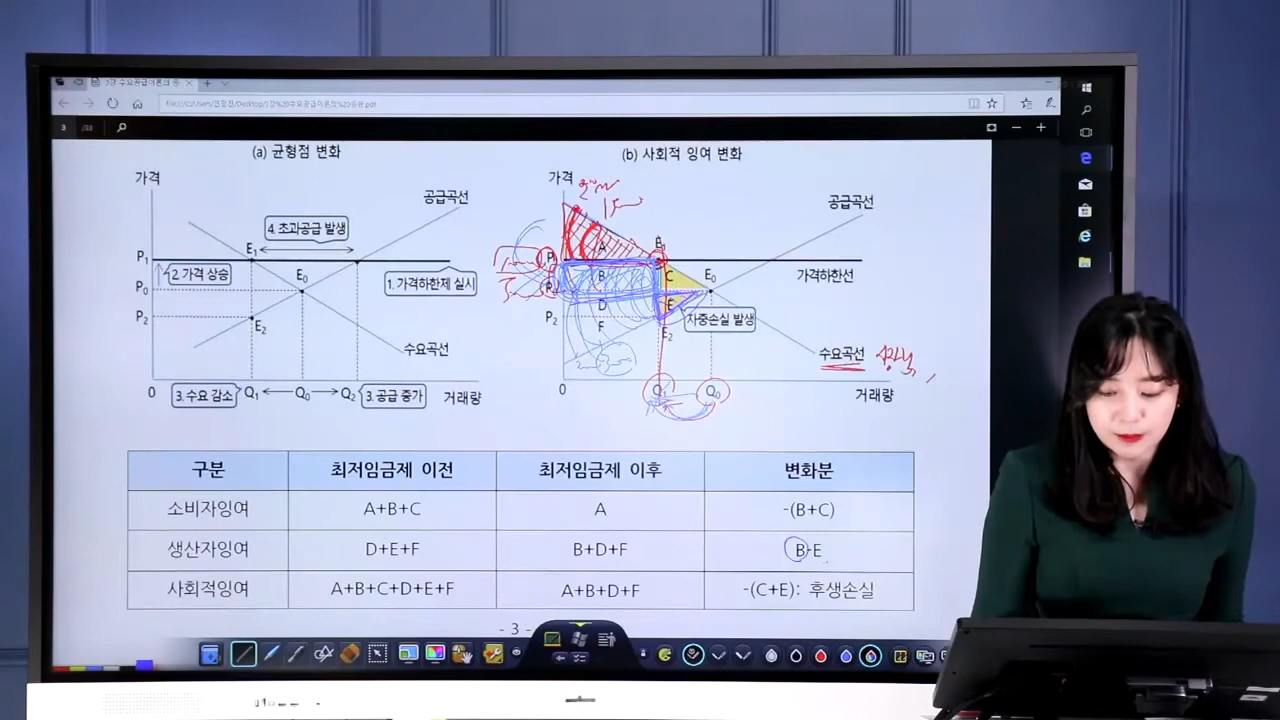 3 /33
(a) 균형점 변화
(b) 사회적 잉여 변화
가격
공급곡선
4. 초과공급 발생
E₁
P₁
2. 가격 상승
E₀
1. 가격하한제 실시
P₀
P₂
E₂
수요곡선
0
3. 수요 감소
Q₁
Q₀
Q₂
3. 공급 증가
거래량
가격
공급곡선
A
가격하한선
B
C
E₀
D
E
P₂
F
자중손실 발생
E₂
수요곡선
0
Q₀
거래량
구분 최저임금제 이전 최저임금제 이후 변화분
소비자잉여 A+B+C A -(B+C)
생산자잉여 D+E+F B+D+F B-E
사회적잉여 A+B+C+D+E+F A+B+D+F -(C+E): 후생손실
- 3 -